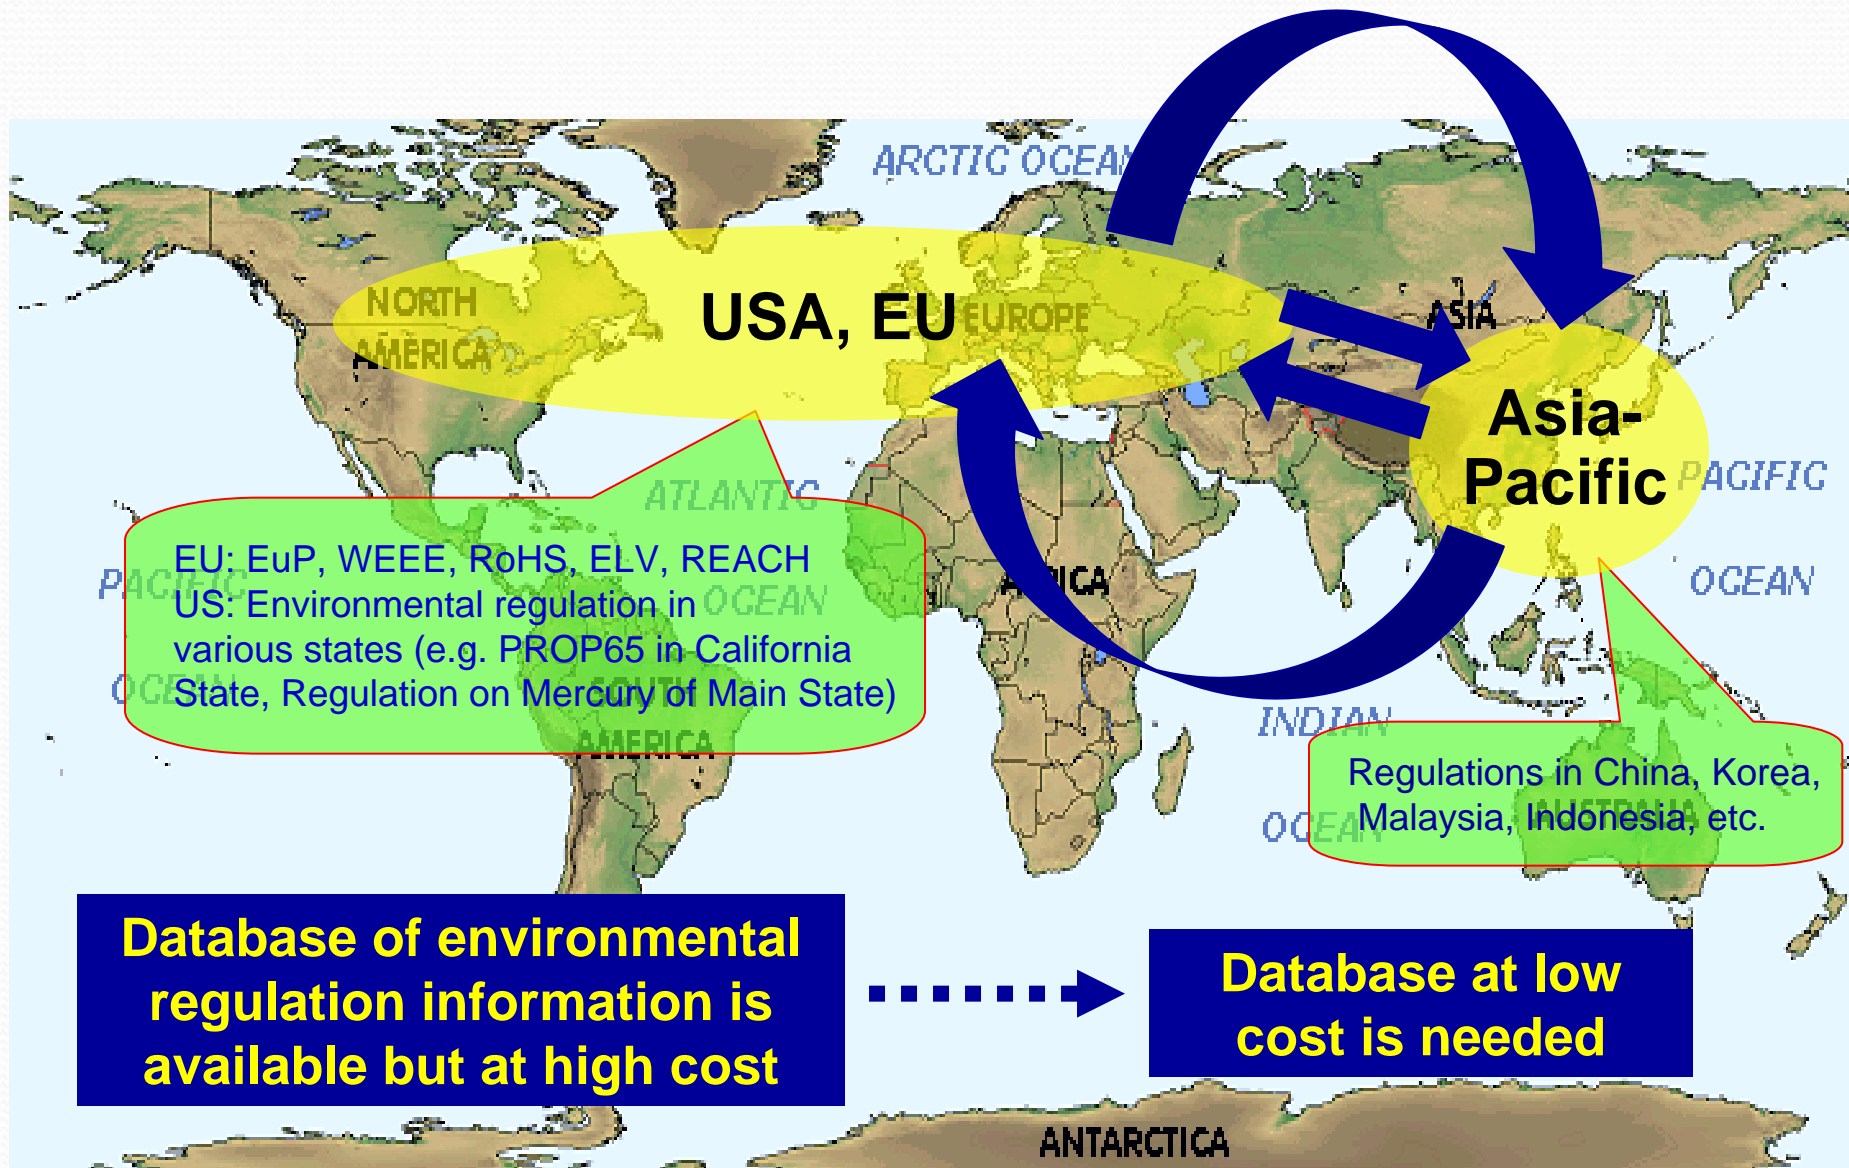 ARCTIC OCEAN
NORTH
AMERICA
USA, EU
EUROPE
ASIA
Asia-
Pacific
ATLANTIC
OCEAN
PACIFIC
OCEAN
PACIFIC
OCEAN
EU: EuP, WEEE, RoHS, ELV, REACH
US: Environmental regulation in
various states (e.g. PROP65 in California
State, Regulation on Mercury of Main State)
AFRICA
SOUTH
AMERICA
INDIAN
OCEAN
Regulations in China, Korea,
Malaysia, Indonesia, etc.
AUSTRALIA
Database of environmental
regulation information is
available but at high cost
Database at low
cost is needed
ANTARCTICA